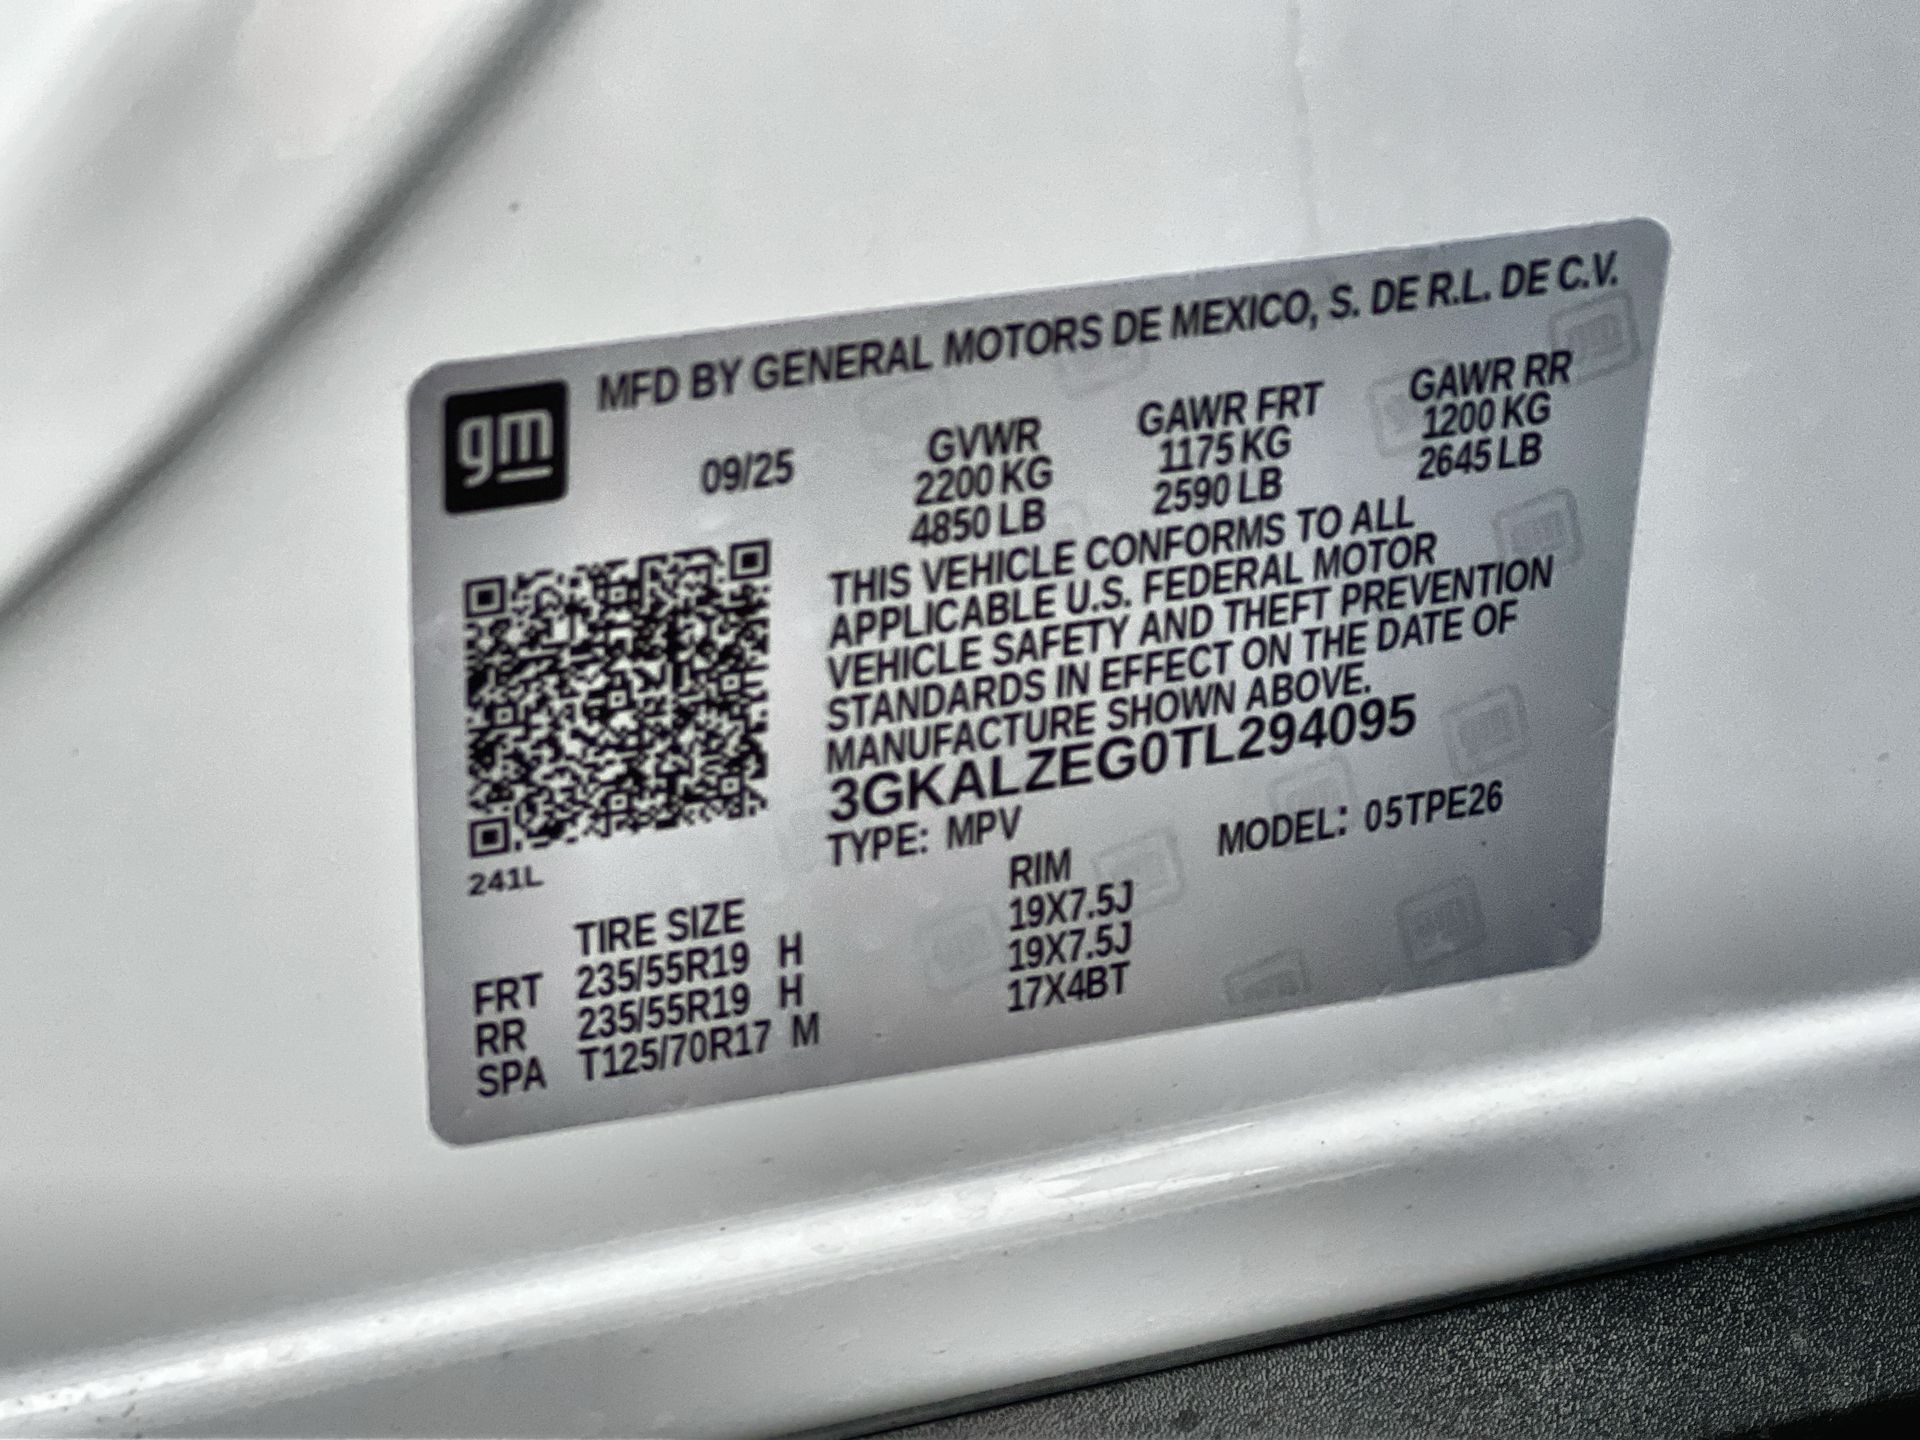 gm
MFD BY GENERAL MOTORS DE MEXICO, S. DE R.L. DE C.V.
09/25
GVWR
2200 KG
4850 LB
GAWR FRT
1175 KG
2590 LB
GAWR RR
1200 KG
2645 LB
THIS VEHICLE CONFORMS TO ALL
APPLICABLE U.S. FEDERAL MOTOR
VEHICLE SAFETY AND THEFT PREVENTION
STANDARDS IN EFFECT ON THE DATE OF
MANUFACTURE SHOWN ABOVE.
3GKALZEG0TL294095
TYPE: MPV MODEL: 05TPE26
241L
TIRE SIZE RIM
FRT 235/55R19 H 19X7.5J
RR 235/55R19 H 19X7.5J
SPA T125/70R17 M 17X4BT